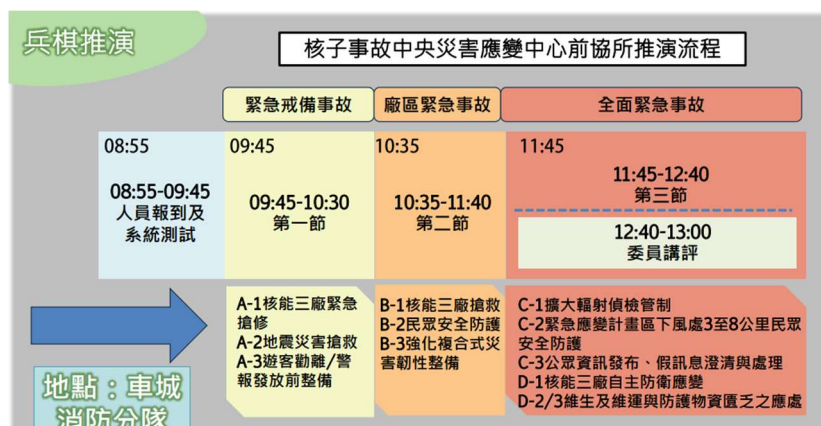 兵棋推演
核子事故中央災害應變中心前協所推演流程
緊急戒備事故
廠區緊急事故
全面緊急事故
08:55
08:55-09:45
人員報到及
系統測試
09:45
09:45-10:30
第一節
10:35
10:35-11:40
第二節
11:45
11:45-12:40
第三節
12:40-13:00
委員講評
A-1核能三廠緊急
搶修
A-2地震災害搶救
A-3遊客勸離/警
報發放前整備
B-1核能三廠搶救
B-2民眾安全防護
B-3強化複合式災
害韌性整備
C-1擴大輻射偵檢管制
C-2緊急應變計畫區下風處3至8公里民眾
安全防護
C-3公眾資訊發布、假訊息澄清與處理
D-1核能三廠自主防衛應變
D-2/3維生及維運與防護物資匱乏之應處
地點：車城
消防分隊